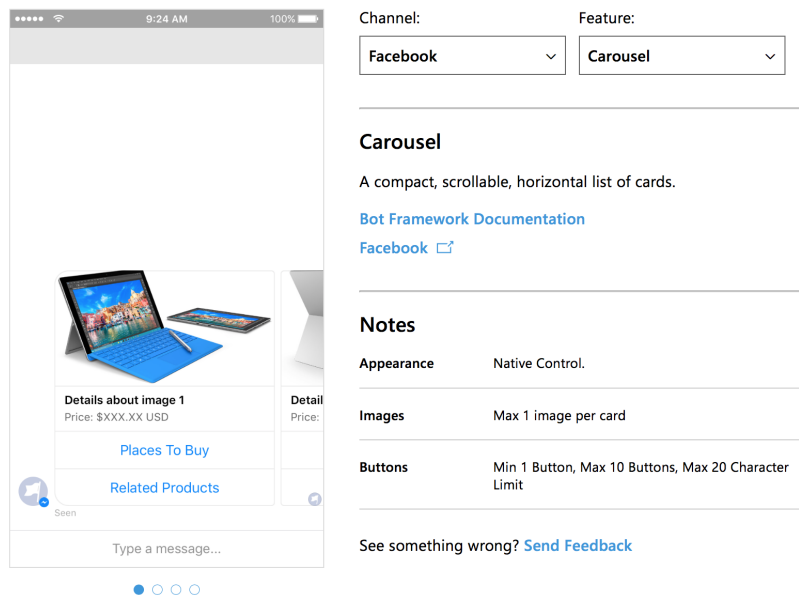 9:24 AM
100%
Details about image 1
Price: $XXX.XX USD
Places To Buy
Related Products
Detail
Price:
Seen
Type a message...
Channel:
Feature:
Facebook
Carousel
Carousel
A compact, scrollable, horizontal list of cards.
Bot Framework Documentation
Facebook
Notes
Appearance
Native Control.
Images
Max 1 image per card
Buttons
Min 1 Button, Max 10 Buttons, Max 20 Character
Limit
See something wrong? Send Feedback